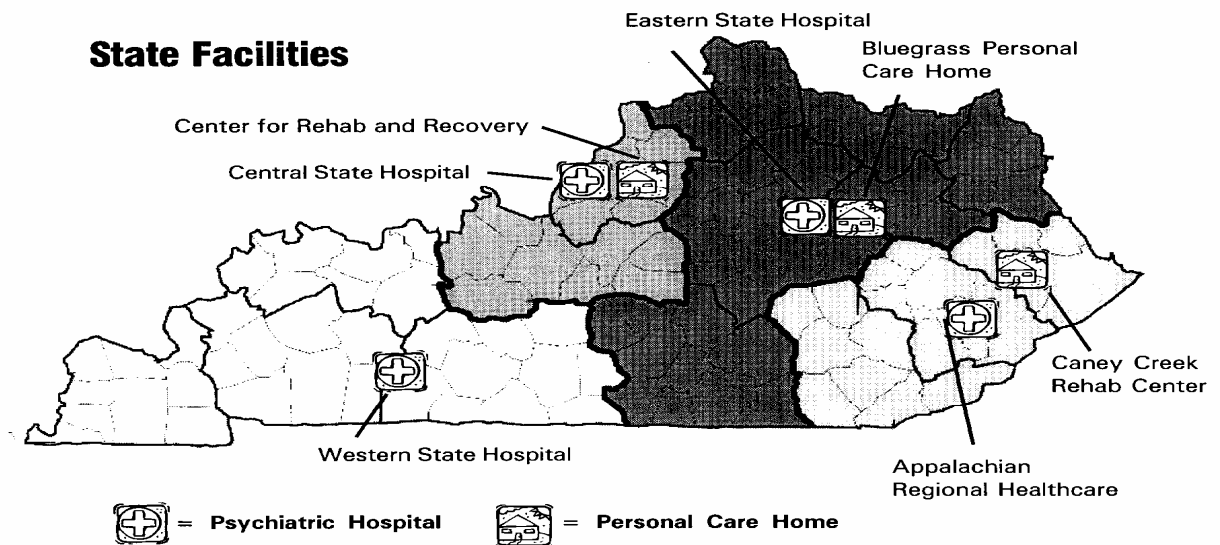 State Facilities
Eastern State Hospital
Bluegrass Personal
Care Home
Center for Rehab and Recovery
Central State Hospital
Caney Creek
Rehab Center
Western State Hospital
Appalachian
Regional Healthcare
= Psychiatric Hospital
= Personal Care Home